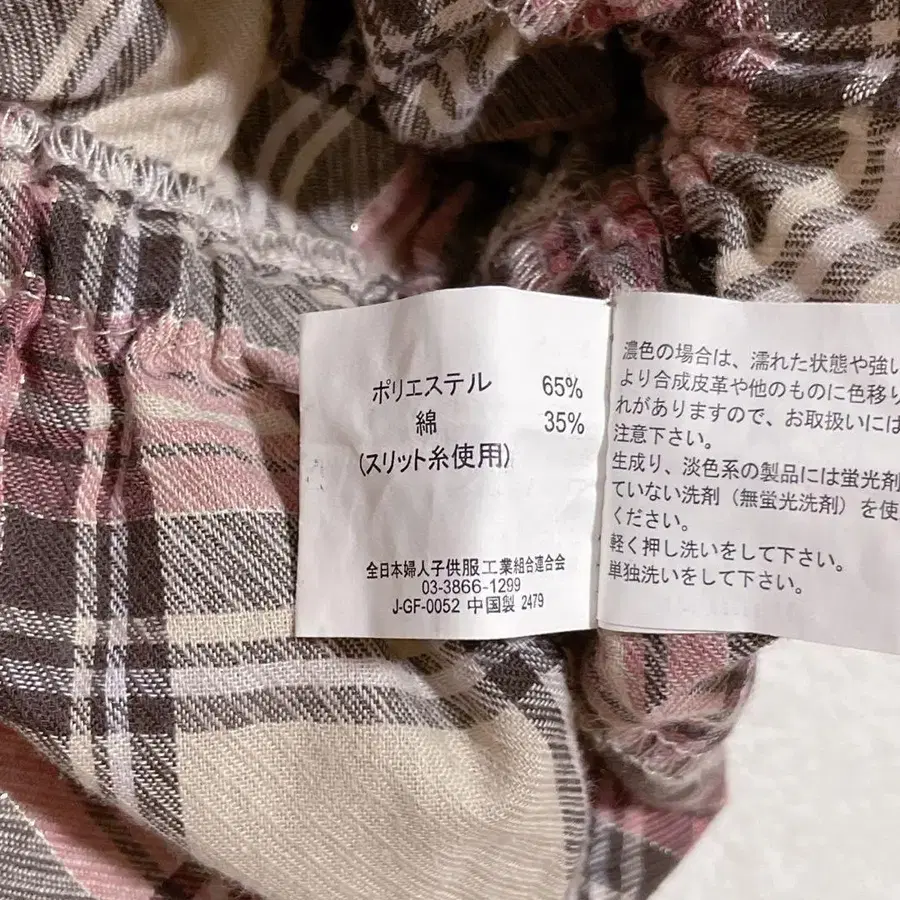 ポリエステル 65%
綿 35%
(スリット糸使用)
全日本婦人子供服工業組合連合会
03-3866-1299
J-GF-0052 中国製 2479
濃色の場合は、濡れた状態や強い
より合成皮革や他のものに色移り
れがありますので、お取扱いには
注意下さい。
生成り、淡色系の製品には蛍光剤
ていない洗剤（無蛍光洗剤）を使
ください。
軽く押し洗いをして下さい。
単独洗いをして下さい。